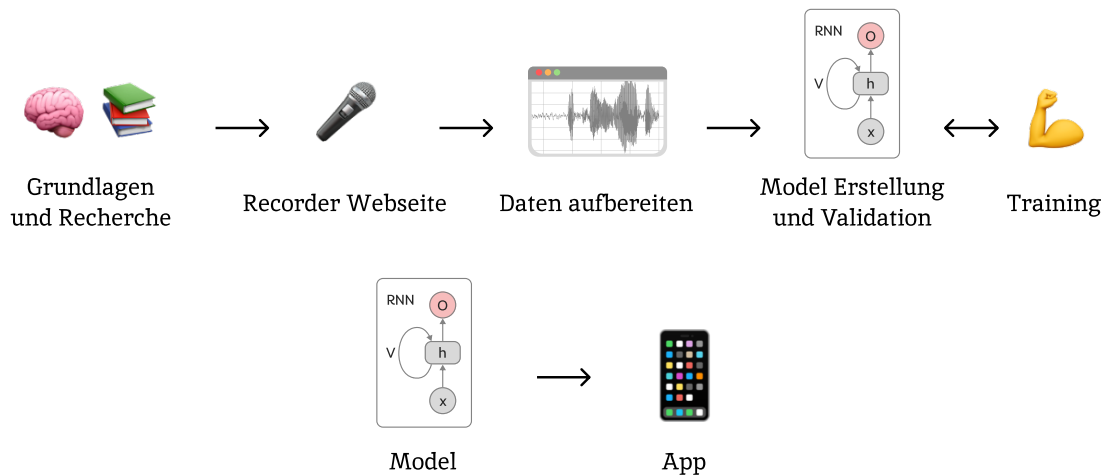 RNN
O
V
h
x
Grundlagen
und Recherche
Recorder Webseite
Daten aufbereiten
Model Erstellung
und Validation
Training
RNN
O
V
h
x
Model
App